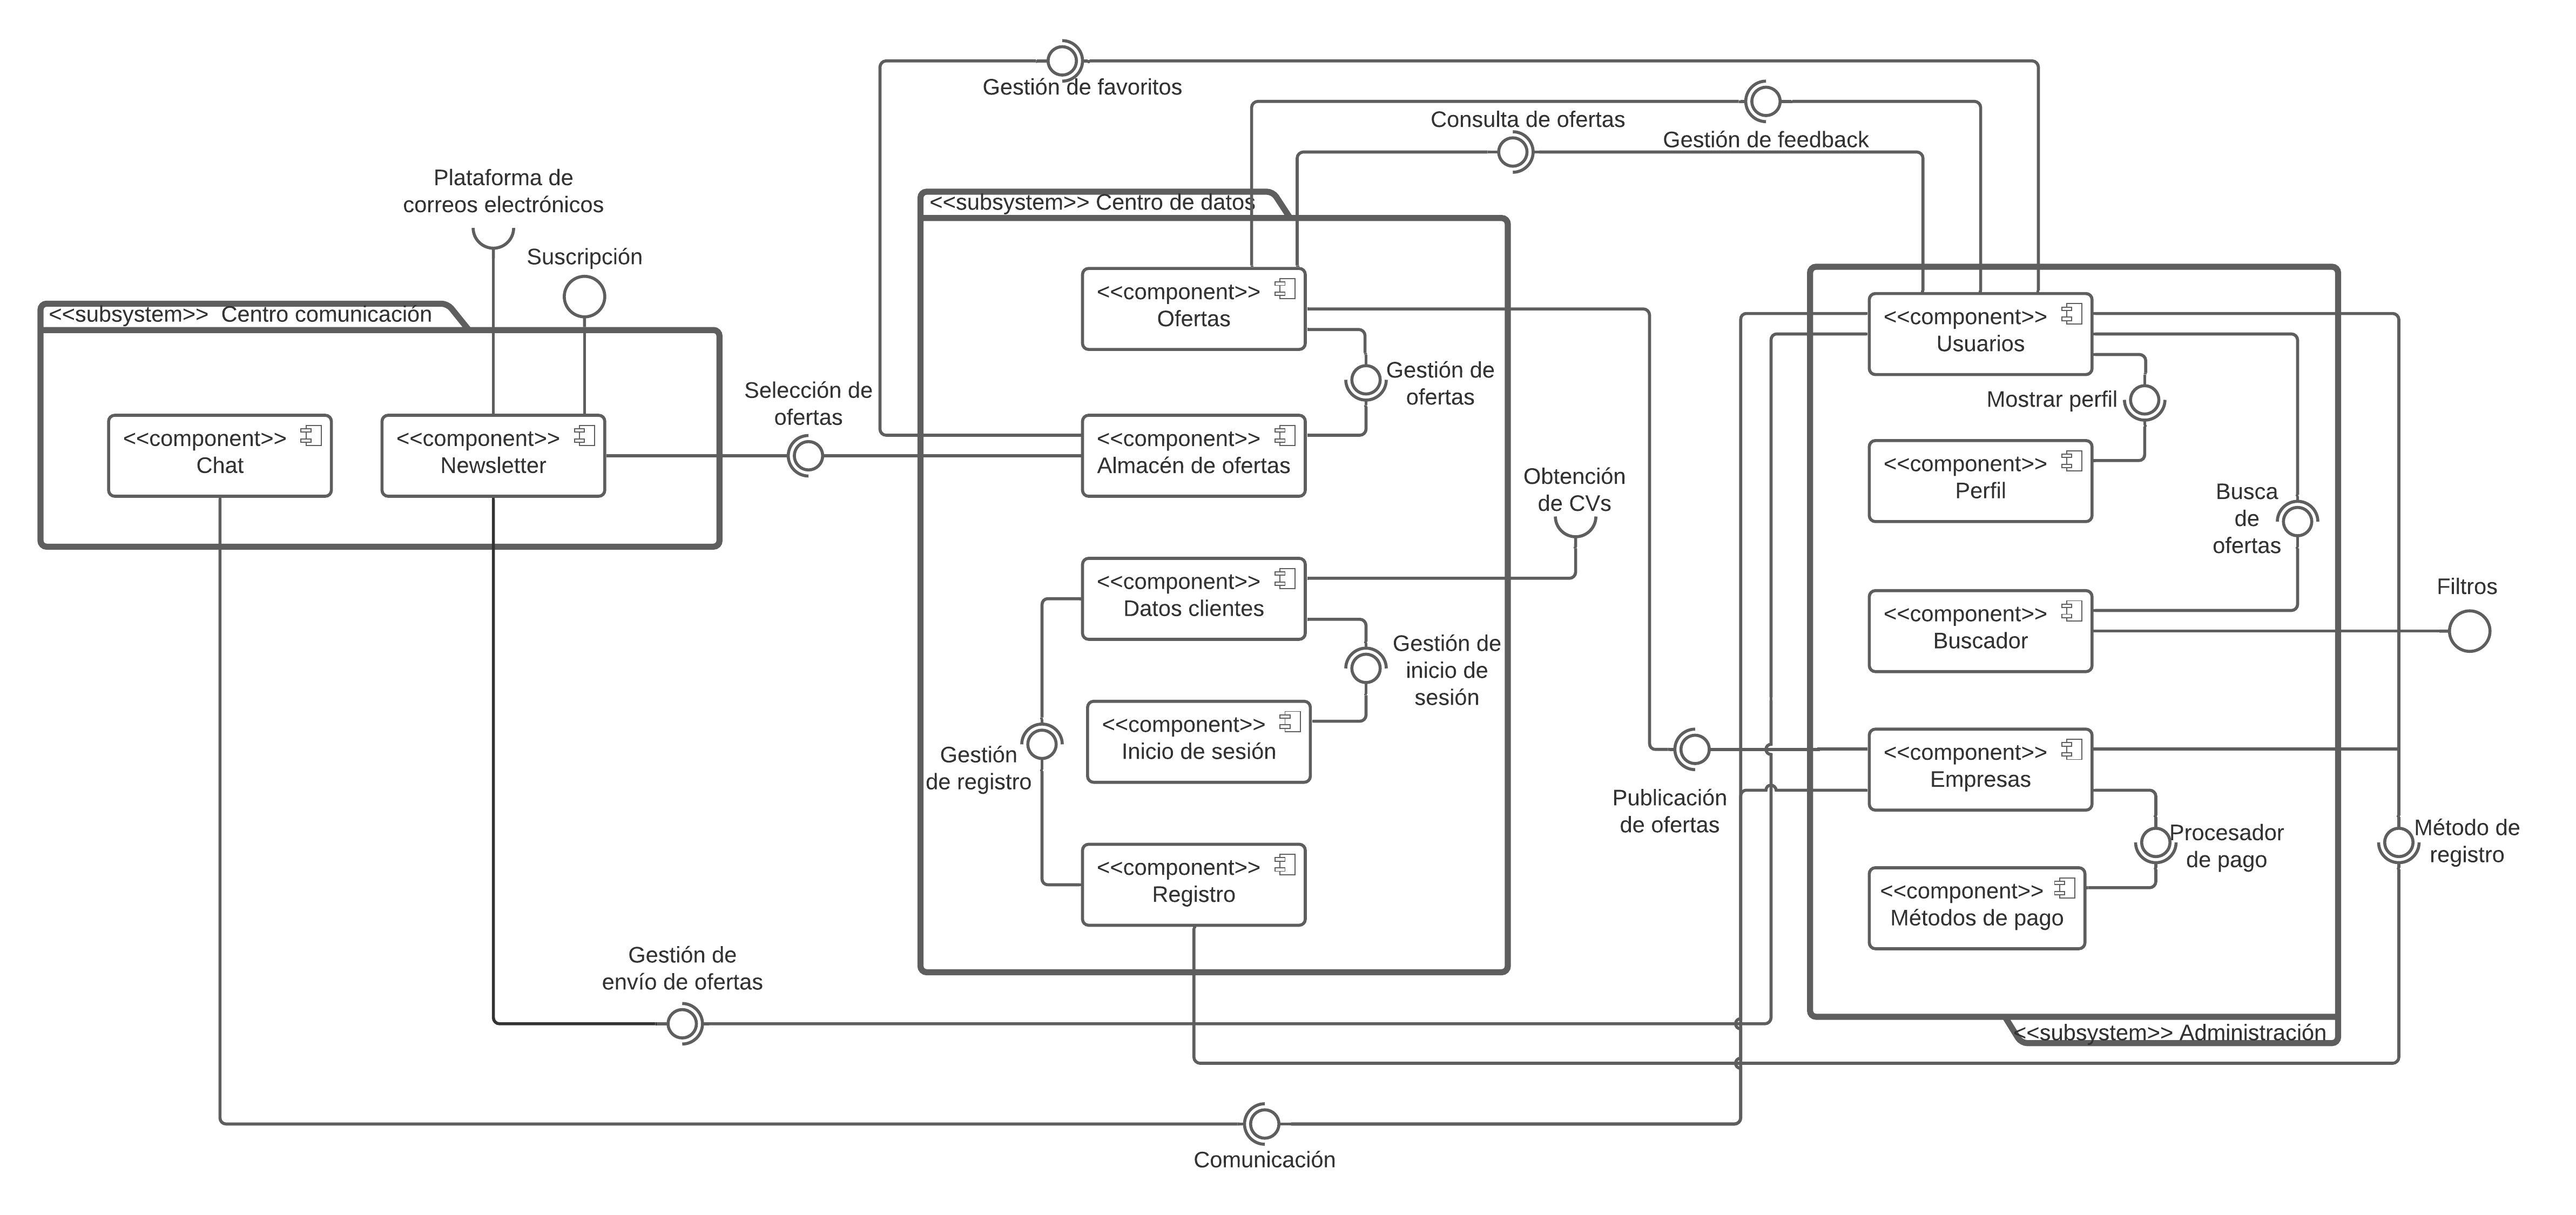 Gestión de favoritos
Consulta de ofertas
Gestión de feedback
Plataforma de
correos electrónicos
Suscripción
<<subsystem>> Centro comunicación
<<component>>
Chat
<<component>>
Newsletter
Selección de
ofertas
<<subsystem>> Centro de datos
<<component>>
Ofertas
Gestión de
ofertas
<<component>>
Almacén de ofertas
Obtención
de CVs
<<component>>
Datos clientes
Gestión de
inicio de
sesión
<<component>>
Inicio de sesión
Gestión
de registro
<<component>>
Registro
Publicación
de ofertas
<<component>>
Usuarios
Mostrar perfil
<<component>>
Perfil
Busca
de
ofertas
<<component>>
Buscador
Filtros
<<component>>
Empresas
Procesador
de pago
Método de
registro
<<component>>
Métodos de pago
<<subsystem>> Administración
Gestión de
envío de ofertas
Comunicación